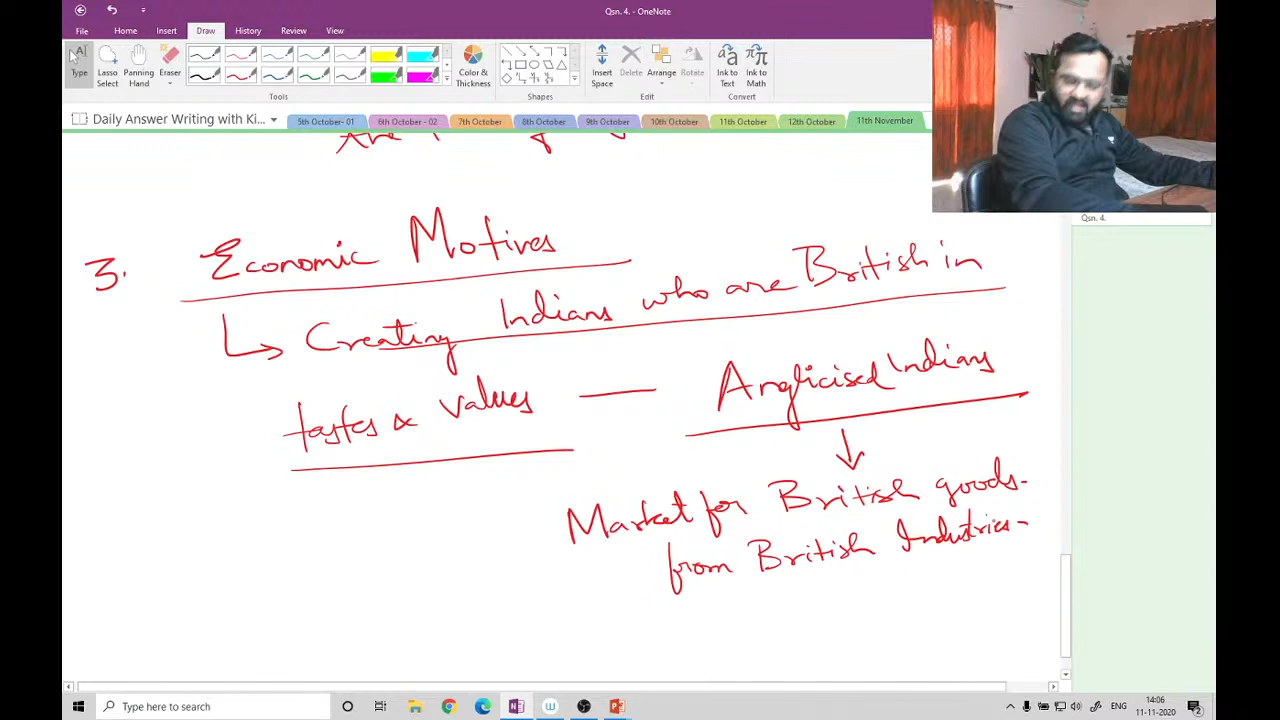 Qsn. 4. - OneNote
File Home Insert Draw History Review View
Type
Lasso Select
Panning Hand
Eraser
Color & Thickness
Insert Space
Delete
Arrange
Rotate
Ink to Text
Ink to Math
Tools
Shapes
Edit
Convert
Daily Answer Writing with Ki...
5th October- 01
6th October - 02
7th October
8th October
9th October
10th October
11th October
12th October
11th November
Qsn. 4.
the
3. Economic Motives
Creating Indians who are British in
tastes & values — Anglicised Indians
Market for British goods.
from British Industries-
Type here to search
ENG
14:06
11-11-2020
2